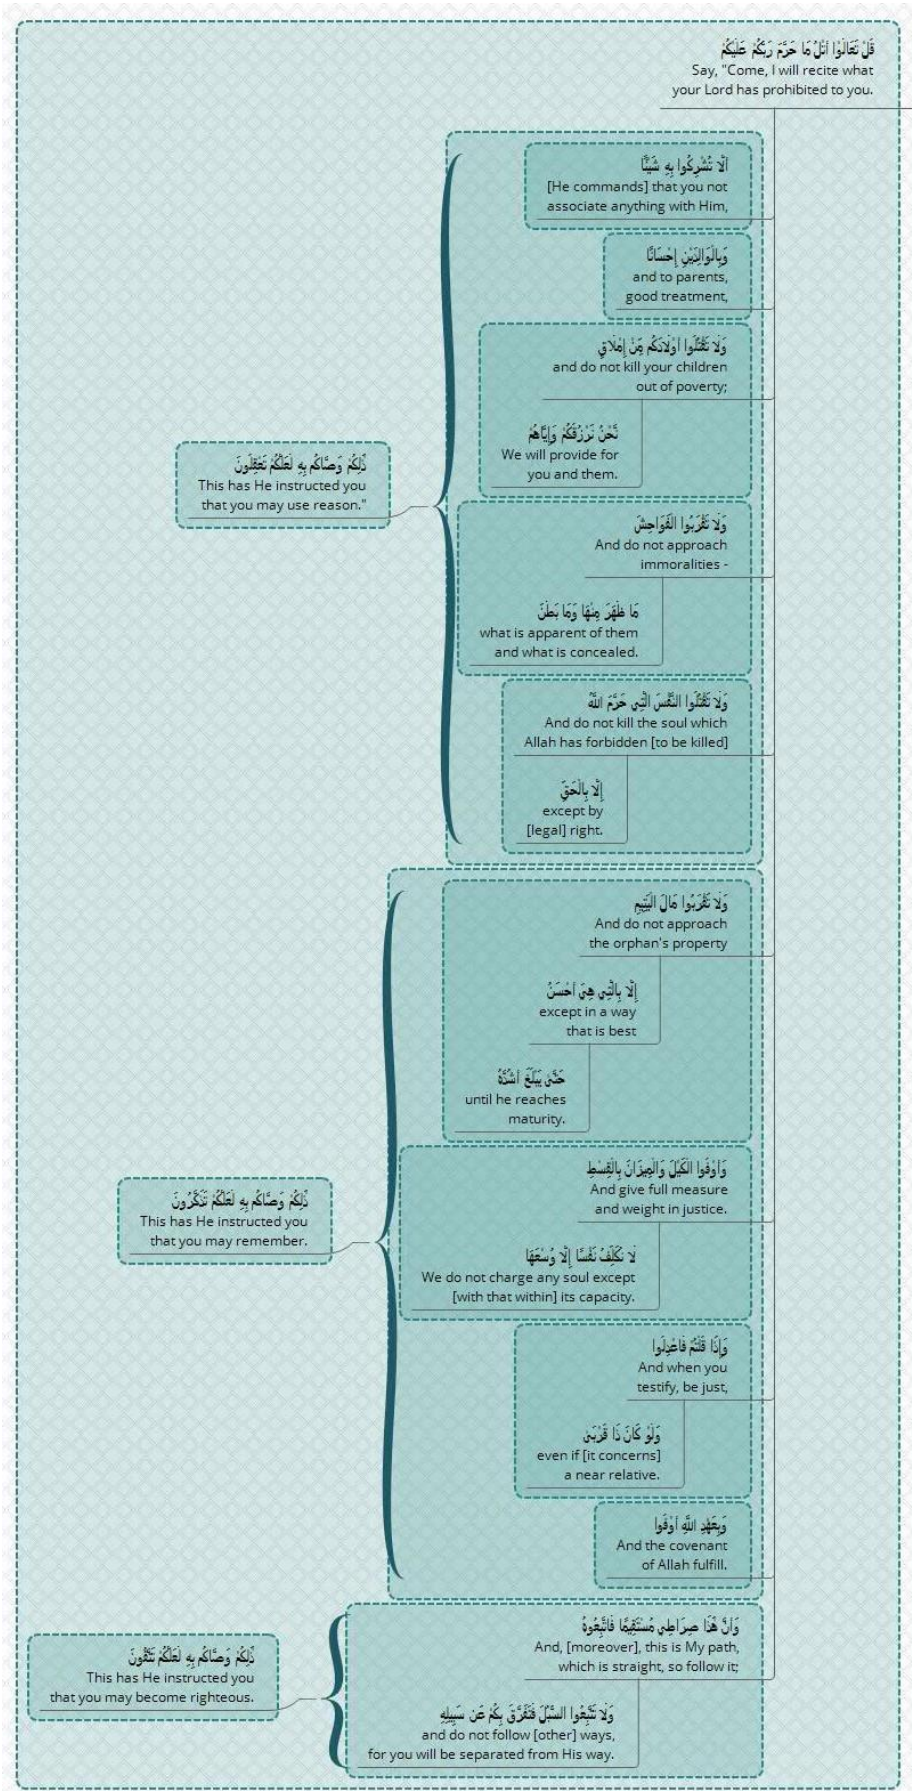 قُلْ تَعَالَوْا أَتْلُ مَا حَرَّمَ رَبُّكُمْ عَلَيْكُمْ
Say, "Come, I will recite what
your Lord has prohibited to you.
أَلَّا تُشْرِكُوا بِهِ شَيْئًا
[He commands] that you not
associate anything with Him,
وَبِالْوَالِدَيْنِ إِحْسَانًا
and to parents,
good treatment,
وَلَا تَقْتُلُوا أَوْلَادَكُم مِّنْ إِمْلَاقٍ
and do not kill your children
out of poverty;
نَّحْنُ نَرْزُقُكُمْ وَإِيَّاهُمْ
We will provide for
you and them.
وَلَا تَقْرَبُوا الْفَوَاحِشَ
And do not approach
immoralities -
مَا ظَهَرَ مِنْهَا وَمَا بَطَنَ
what is apparent of them
and what is concealed.
وَلَا تَقْتُلُوا النَّفْسَ الَّتِي حَرَّمَ اللَّهُ
And do not kill the soul which
Allah has forbidden [to be killed]
إِلَّا بِالْحَقِّ
except by
[legal] right.
ذَٰلِكُمْ وَصَّاكُم بِهِ لَعَلَّكُمْ تَعْقِلُونَ
This has He instructed you
that you may use reason."
وَلَا تَقْرَبُوا مَالَ الْيَتِيمِ
And do not approach
the orphan's property
إِلَّا بِالَّتِي هِيَ أَحْسَنُ
except in a way
that is best
حَتَّىٰ يَبْلُغَ أَشُدَّهُ
until he reaches
maturity.
وَأَوْفُوا الْكَيْلَ وَالْمِيزَانَ بِالْقِسْطِ
And give full measure
and weight in justice.
لَا نُكَلِّفُ نَفْسًا إِلَّا وُسْعَهَا
We do not charge any soul except
[with that within] its capacity.
وَإِذَا قُلْتُمْ فَاعْدِلُوا
And when you
testify, be just,
وَلَوْ كَانَ ذَا قُرْبَىٰ
even if [it concerns]
a near relative.
وَبِعَهْدِ اللَّهِ أَوْفُوا
And the covenant
of Allah fulfill.
ذَٰلِكُمْ وَصَّاكُم بِهِ لَعَلَّكُمْ تَذَكَّرُونَ
This has He instructed you
that you may remember.
وَأَنَّ هَٰذَا صِرَاطِي مُسْتَقِيمًا فَاتَّبِعُوهُ
And, [moreover], this is My path,
which is straight, so follow it;
وَلَا تَتَّبِعُوا السُّبُلَ فَتَفَرَّقَ بِكُمْ عَن سَبِيلِهِ
and do not follow [other] ways,
for you will be separated from His way.
ذَٰلِكُمْ وَصَّاكُم بِهِ لَعَلَّكُمْ تَتَّقُونَ
This has He instructed you
that you may become righteous.